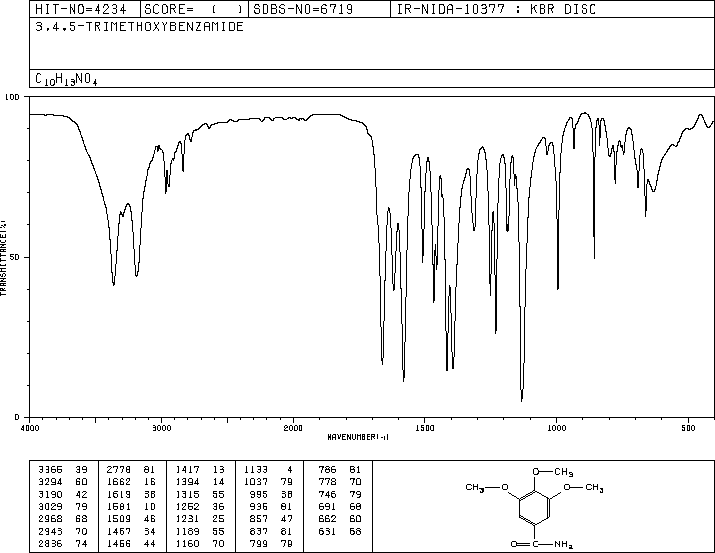 HIT-NO=4234 SCORE= ( ) SDBS-NO=6719 IR-NIDA-10377 : KBR DISC
3,4,5-TRIMETHOXYBENZAMIDE
C10H13NO4
100
TRANSMITTANCE(%)
50
0
4000 3000 2000 1500 1000 500
WAVENUMBER(-1)
3366 39 2778 81 1417 13 1133 4 786 81
3294 60 1662 16 1394 14 1037 79 778 70
3190 42 1619 38 1315 55 995 38 746 79
3029 79 1581 10 1252 36 936 81 691 68
2968 68 1509 46 1231 25 857 47 662 60
2943 70 1467 34 1189 55 837 81 631 68
2836 74 1456 44 1160 70 799 79
O—CH3
CH3—O
O—CH3
O=C—NH2